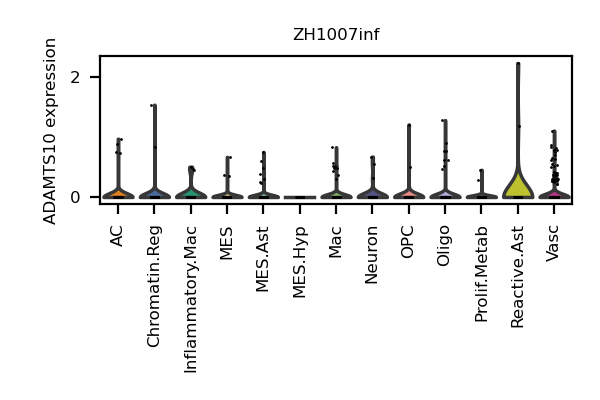 ZH1007inf
ADAMTS10 expression
2
0
AC
Chromatin.Reg
Inflammatory.Mac
MES
MES.Ast
MES.Hyp
Mac
Neuron
OPC
Oligo
Prolif.Metab
Reactive.Ast
Vasc